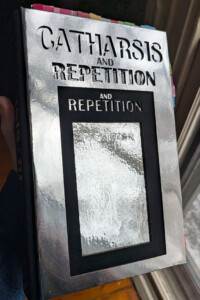 CATHARSIS
AND
REPETITION
AND
REPETITION